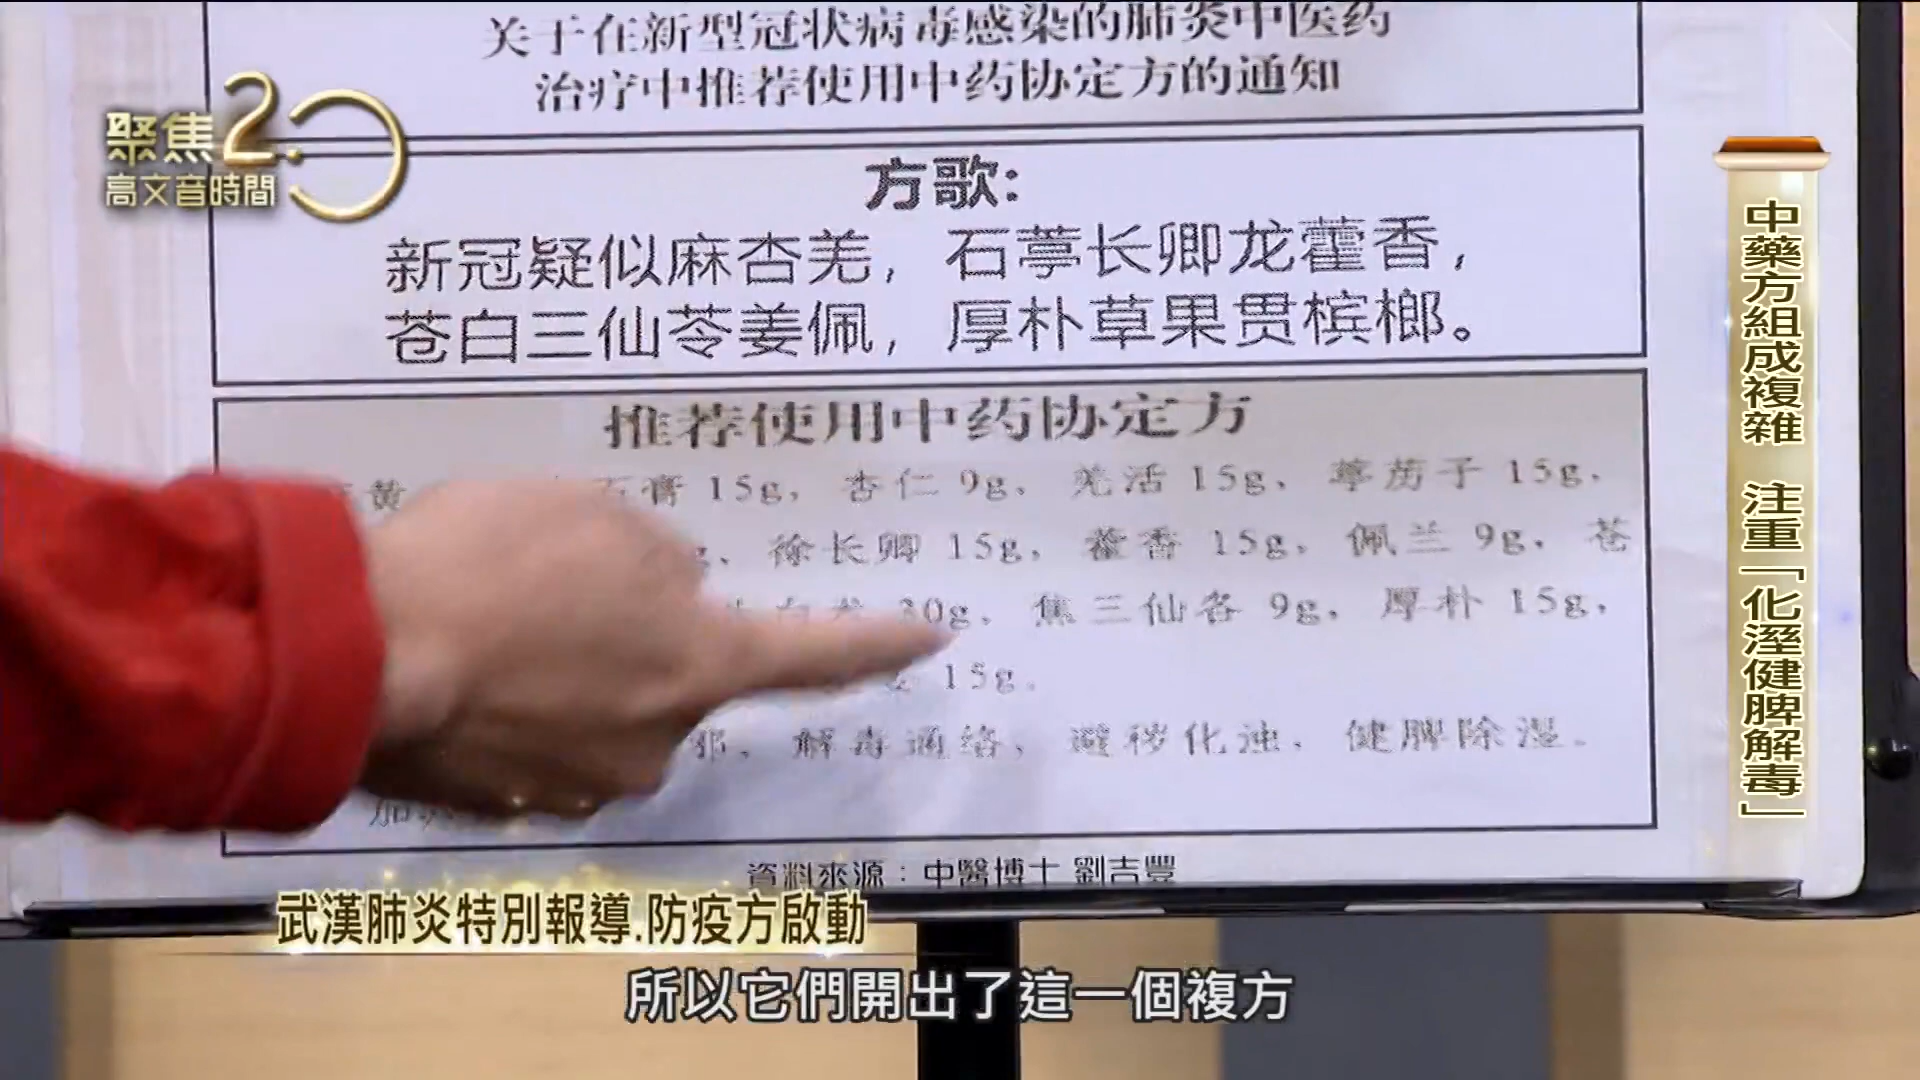 关于在新型冠状病毒感染的肺炎中医药
治疗中推荐使用中药协定方的通知
聚焦2.0
高文音時間
方歌:
新冠疑似麻杏羌, 石葶长卿龙藿香,
苍白三仙苓姜佩, 厚朴草果贯槟榔。
推荐使用中药协定方
黄 石膏 15g, 杏仁 9g, 羌活 15g, 葶苈子 15g,
g, 徐长卿 15g, 藿香 15g, 佩兰 9g, 苍
白术 30g, 焦三仙各 9g, 厚朴 15g,
15g.
邪, 解毒通络, 避秽化浊, 健脾除湿.
加
資料來源:中醫博士 劉吉豐
中藥方組成複雜 注重「化溼健脾解毒」
武漢肺炎特別報導.防疫方啟動
所以它們開出了這一個複方